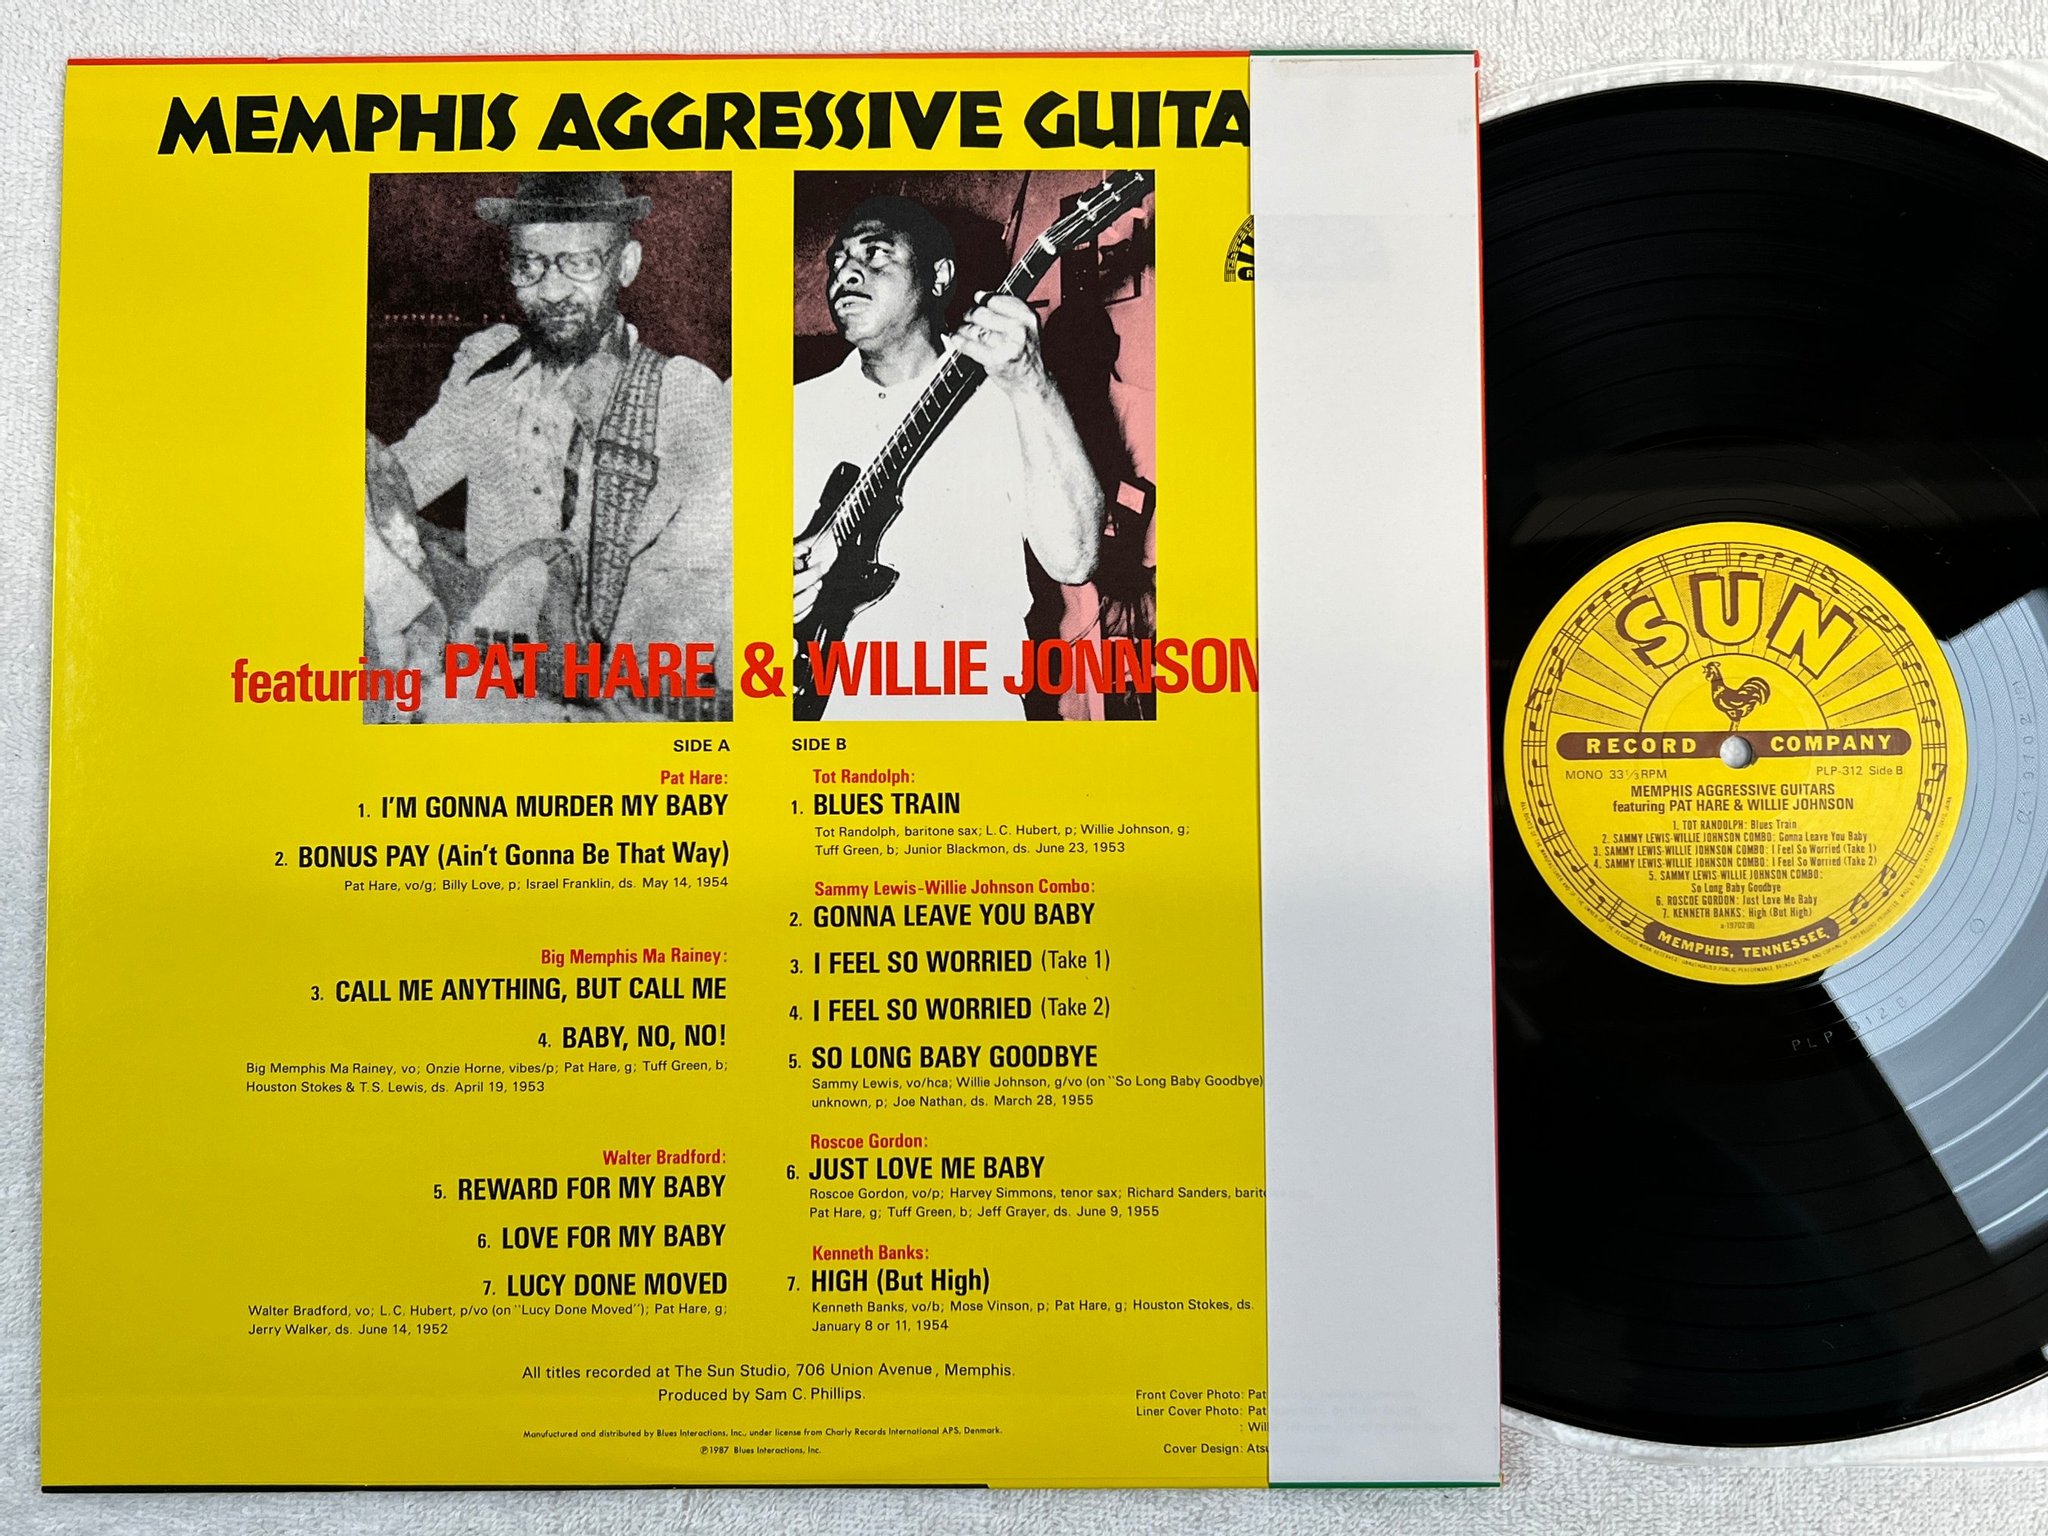 MEMPHIS AGGRESSIVE GUITA
featuring PAT HARE & WILLIE JONNSON
SIDE A
Pat Hare:
1. I'M GONNA MURDER MY BABY
2. BONUS PAY (Ain't Gonna Be That Way)
Pat Hare, vo/g; Billy Love, p; Israel Franklin, ds. May 14, 1954
Big Memphis Ma Rainey:
3. CALL ME ANYTHING, BUT CALL ME
4. BABY, NO, NO!
Big Memphis Ma Rainey, vo; Onzie Horne, vibes/p; Pat Hare, g; Tuff Green, b;
Houston Stokes & T.S. Lewis, ds. April 19, 1953
Walter Bradford:
5. REWARD FOR MY BABY
6. LOVE FOR MY BABY
7. LUCY DONE MOVED
Walter Bradford, vo; L.C. Hubert, p/vo (on "Lucy Done Moved"); Pat Hare, g;
Jerry Walker, ds. June 14, 1952
SIDE B
Tot Randolph:
1. BLUES TRAIN
Tot Randolph, baritone sax; L.C. Hubert, p; Willie Johnson, g;
Tuff Green, b; Junior Blackmon, ds. June 23, 1953
Sammy Lewis-Willie Johnson Combo:
2. GONNA LEAVE YOU BABY
3. I FEEL SO WORRIED (Take 1)
4. I FEEL SO WORRIED (Take 2)
5. SO LONG BABY GOODBYE
Sammy Lewis, vo/hca; Willie Johnson, g/vo (on "So Long Baby Goodbye)
unknown, p; Joe Nathan, ds. March 28, 1955
Roscoe Gordon:
6. JUST LOVE ME BABY
Roscoe Gordon, vo/p; Harvey Simmons, tenor sax; Richard Sanders, barit
Pat Hare, g; Tuff Green, b; Jeff Grayer, ds. June 9, 1955
Kenneth Banks:
7. HIGH (But High)
Kenneth Banks, vo/b; Mose Vinson, p; Pat Hare, g; Houston Stokes, ds.
January 8 or 11, 1954
All titles recorded at The Sun Studio, 706 Union Avenue, Memphis.
Produced by Sam C. Phillips.
Manufuctured and distributed by Blues Interactions, Inc., under license from Charly Records International APS, Denmark.
℗1987 Blues Interactions, Inc.
Front Cover Photo: Pat
Liner Cover Photo: Pat
: Wil
Cover Design: Ats
SUN
RECORD COMPANY
MONO 33 1/3 RPM PLP-312 Side B
MEMPHIS AGGRESSIVE GUITARS
featuring PAT HARE & WILLIE JOHNSON
1. TOT RANDOLPH: Blues Train
2. SAMMY LEWIS-WILLIE JOHNSON COMBO: Gonna Leave You Baby
3. SAMMY LEWIS-WILLIE JOHNSON COMBO: I Feel So Worried (Take 1)
4. SAMMY LEWIS-WILLIE JOHNSON COMBO: I Feel So Worried (Take 2)
5. SAMMY LEWIS-WILLIE JOHNSON COMBO:
So Long Baby Goodbye
6. ROSCOE GORDON: Just Love Me Baby
7. KENNETH BANKS: High (But High)
a-19702(B)
MEMPHIS, TENNESSEE
PLP 312 B